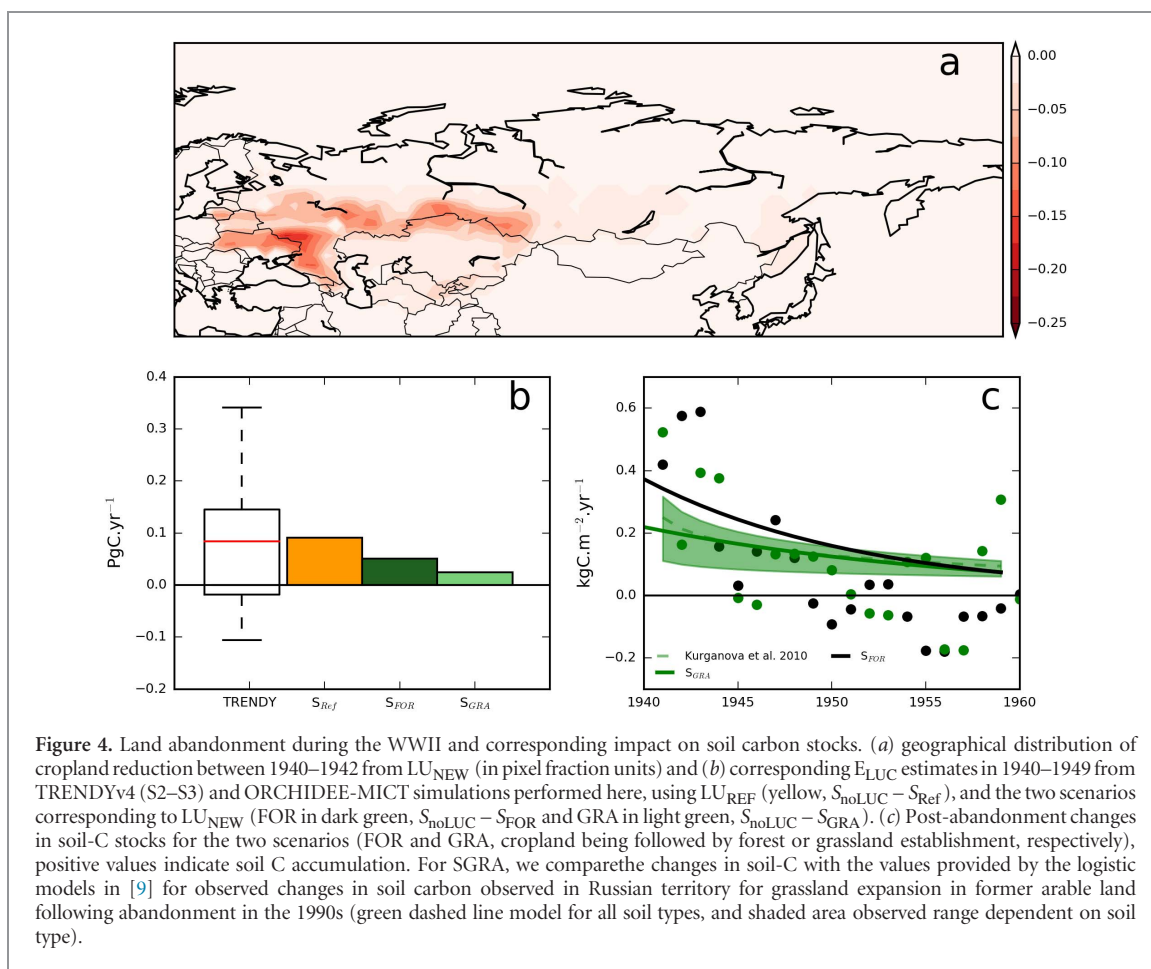 a
0.00
−0.05
−0.10
−0.15
−0.20
−0.25
b
0.4
0.3
0.2
0.1
0.0
−0.1
−0.2
PgC.yr⁻¹
TRENDY S_Ref S_FOR S_GRA
c
0.6
0.4
0.2
0.0
−0.2
kgC.m⁻².yr⁻¹
Kurganova et al. 2010 S_FOR
S_GRA
1940 1945 1950 1955 1960
Figure 4. Land abandonment during the WWII and corresponding impact on soil carbon stocks. (a) geographical distribution of
cropland reduction between 1940–1942 from LU_NEW (in pixel fraction units) and (b) corresponding E_LUC estimates in 1940–1949 from
TRENDYv4 (S2–S3) and ORCHIDEE-MICT simulations performed here, using LU_REF (yellow, S_noLUC − S_Ref), and the two scenarios
corresponding to LU_NEW (FOR in dark green, S_noLUC − S_FOR and GRA in light green, S_noLUC − S_GRA). (c) Post-abandonment changes
in soil-C stocks for the two scenarios (FOR and GRA, cropland being followed by forest or grassland establishment, respectively),
positive values indicate soil C accumulation. For SGRA, we comparethe changes in soil-C with the values provided by the logistic
models in [9] for observed changes in soil carbon observed in Russian territory for grassland expansion in former arable land
following abandonment in the 1990s (green dashed line model for all soil types, and shaded area observed range dependent on soil
type).